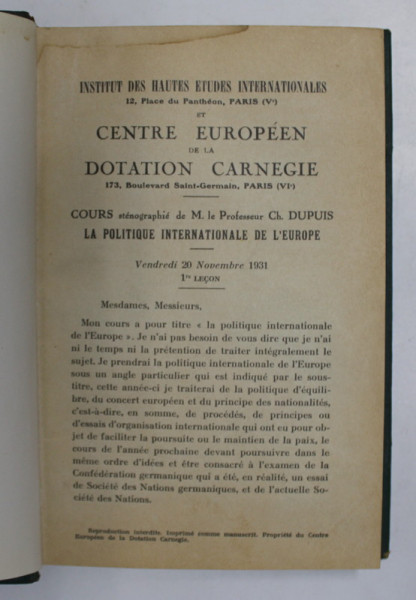 INSTITUT DES HAUTES ETUDES INTERNATIONALES
12, Place du Panthéon, PARIS (Ve)
ET
CENTRE EUROPÉEN
DE LA
DOTATION CARNEGIE
173, Boulevard Saint-Germain, PARIS (VIe)
COURS sténographié de M. le Professeur Ch. DUPUIS
LA POLITIQUE INTERNATIONALE DE L'EUROPE
Vendredi 20 Novembre 1931
1re LEÇON
Mesdames, Messieurs,
Mon cours a pour titre « la politique internationale
de l'Europe ». Je n'ai pas besoin de vous dire que je n'ai
ni le temps ni la prétention de traiter intégralement le
sujet. Je prendrai la politique internationale de l'Europe
sous un angle particulier qui est indiqué par le sous-
titre, cette année-ci je traiterai de la politique d'équili-
bre, du concert européen et du principe des nationalités,
c'est-à-dire, en somme, de procédés, de principes ou
d'essais d'organisation internationale qui ont eu pour ob-
jet de faciliter la poursuite ou le maintien de la paix, le
cours de l'année prochaine devant poursuivre dans le
même ordre d'idées et être consacré à l'examen de la
Confédération germanique qui a été, en réalité, un essai
de Société des Nations germaniques, et de l'actuelle So-
ciété des Nations.
Reproduction interdite. Imprimé comme manuscrit. Propriété du Centre
Européen de la Dotation Carnegie.